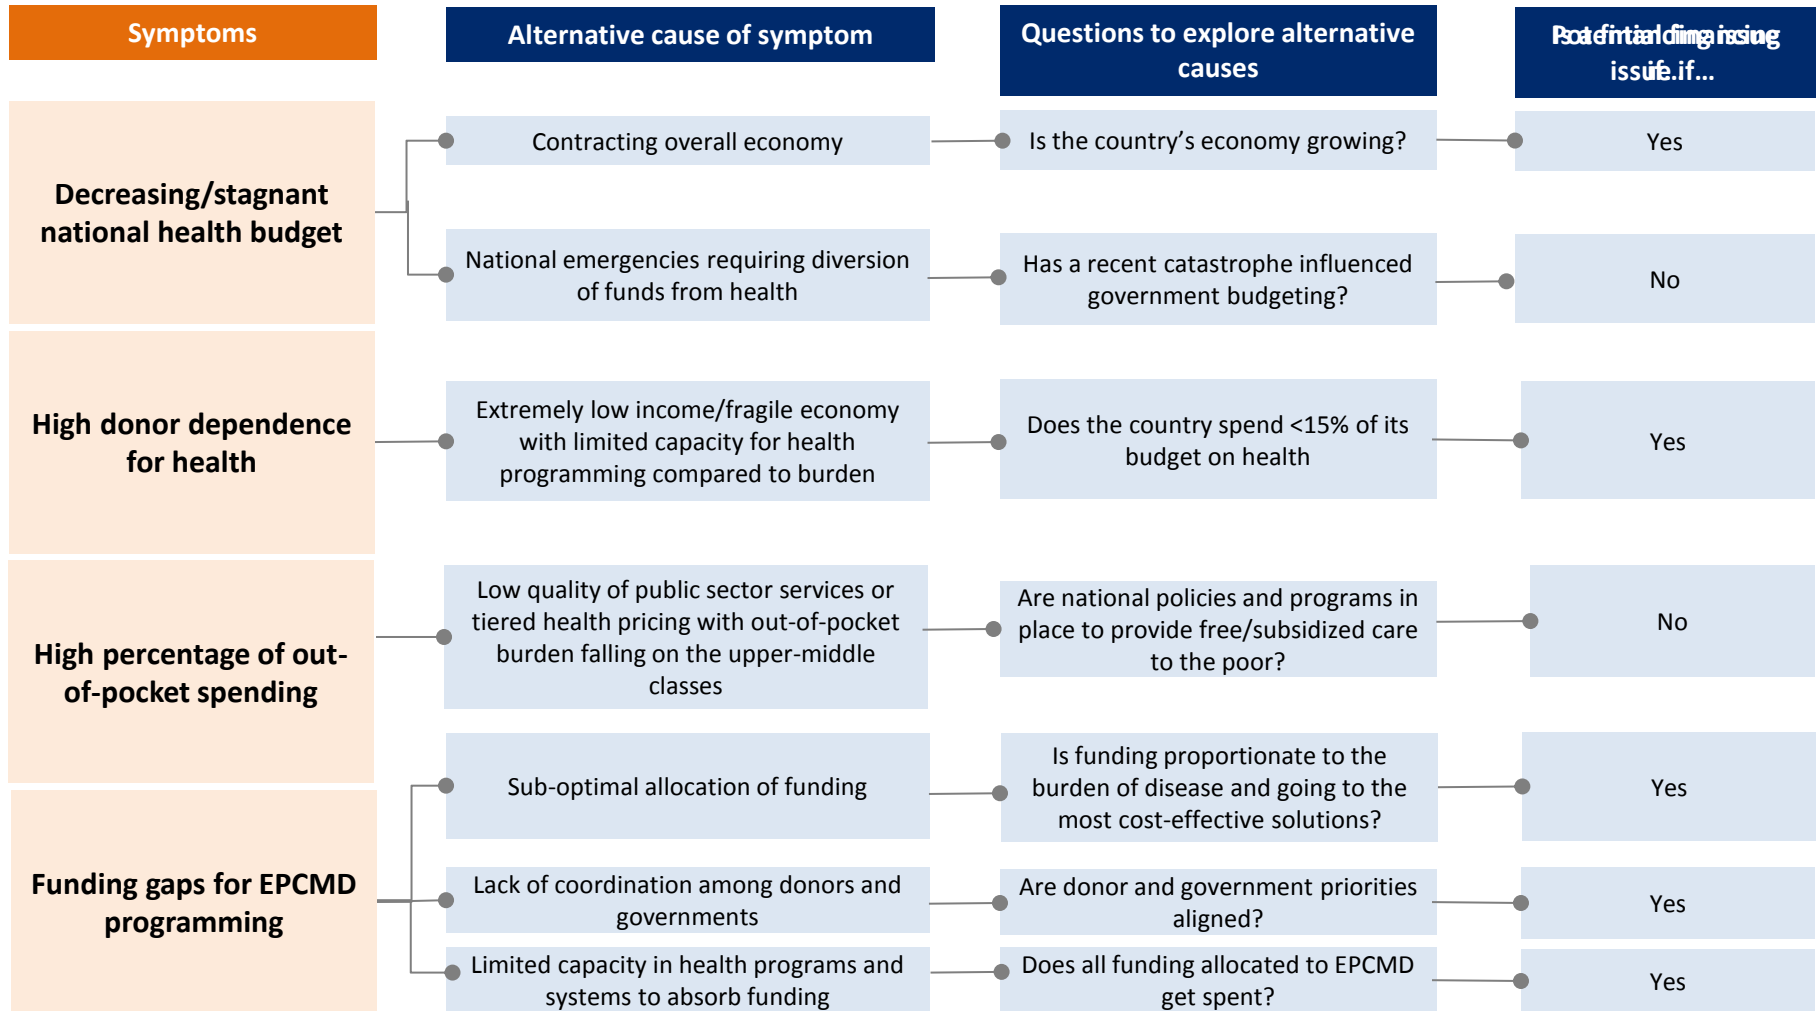 Symptoms
Alternative cause of symptom
Questions to explore alternative
causes
Potential financing
issue if…
Is a financing issue
if…
Decreasing/stagnant
national health budget
Contracting overall economy
Is the country’s economy growing?
Yes
National emergencies requiring diversion
of funds from health
Has a recent catastrophe influenced
government budgeting?
No
High donor dependence
for health
Extremely low income/fragile economy
with limited capacity for health
programming compared to burden
Does the country spend <15% of its
budget on health
Yes
High percentage of out-
of-pocket spending
Low quality of public sector services or
tiered health pricing with out-of-pocket
burden falling on the upper-middle
classes
Are national policies and programs in
place to provide free/subsidized care
to the poor?
No
Funding gaps for EPCMD
programming
Sub-optimal allocation of funding
Is funding proportionate to the
burden of disease and going to the
most cost-effective solutions?
Yes
Lack of coordination among donors and
governments
Are donor and government priorities
aligned?
Yes
Limited capacity in health programs and
systems to absorb funding
Does all funding allocated to EPCMD
get spent?
Yes